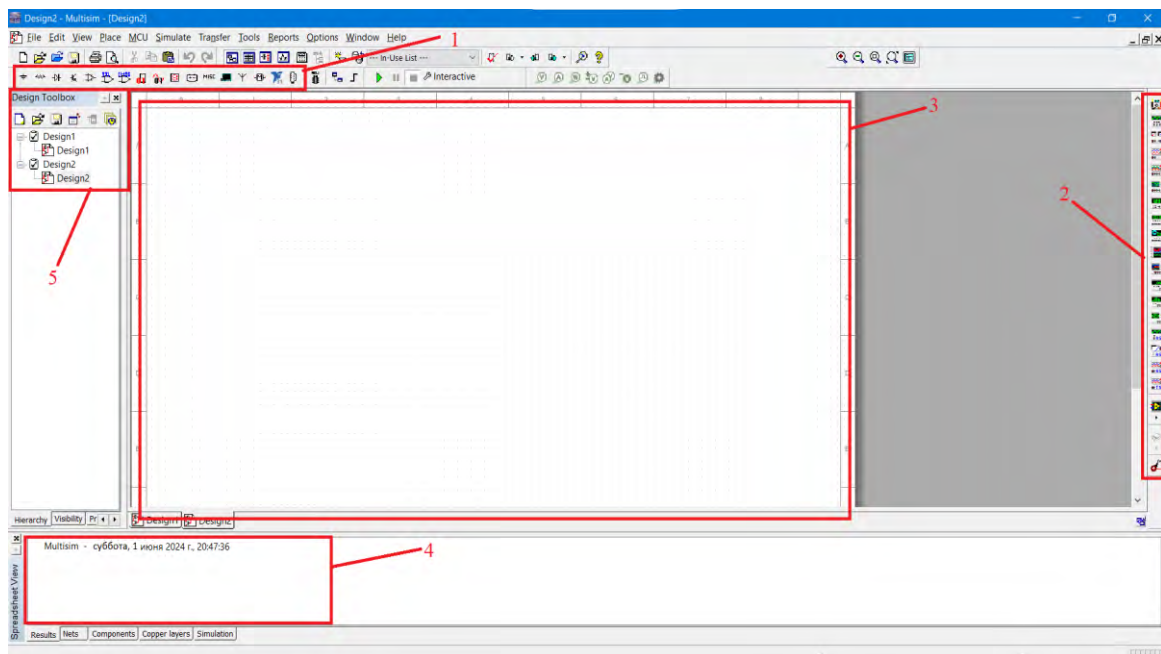 Design2 - Multisim - [Design2]
File Edit View Place MCU Simulate Transfer Tools Reports Options Window Help
1
--- In-Use List ---
MISC
Interactive
Design Toolbox
3
Design1
Design1
Design2
Design2
2
5
Hierarchy Visibility Pr
Design1 Design2
Multisim - суббота, 1 июня 2024 г., 20:47:36
4
Spreadsheet View
Results Nets Components Copper layers Simulation